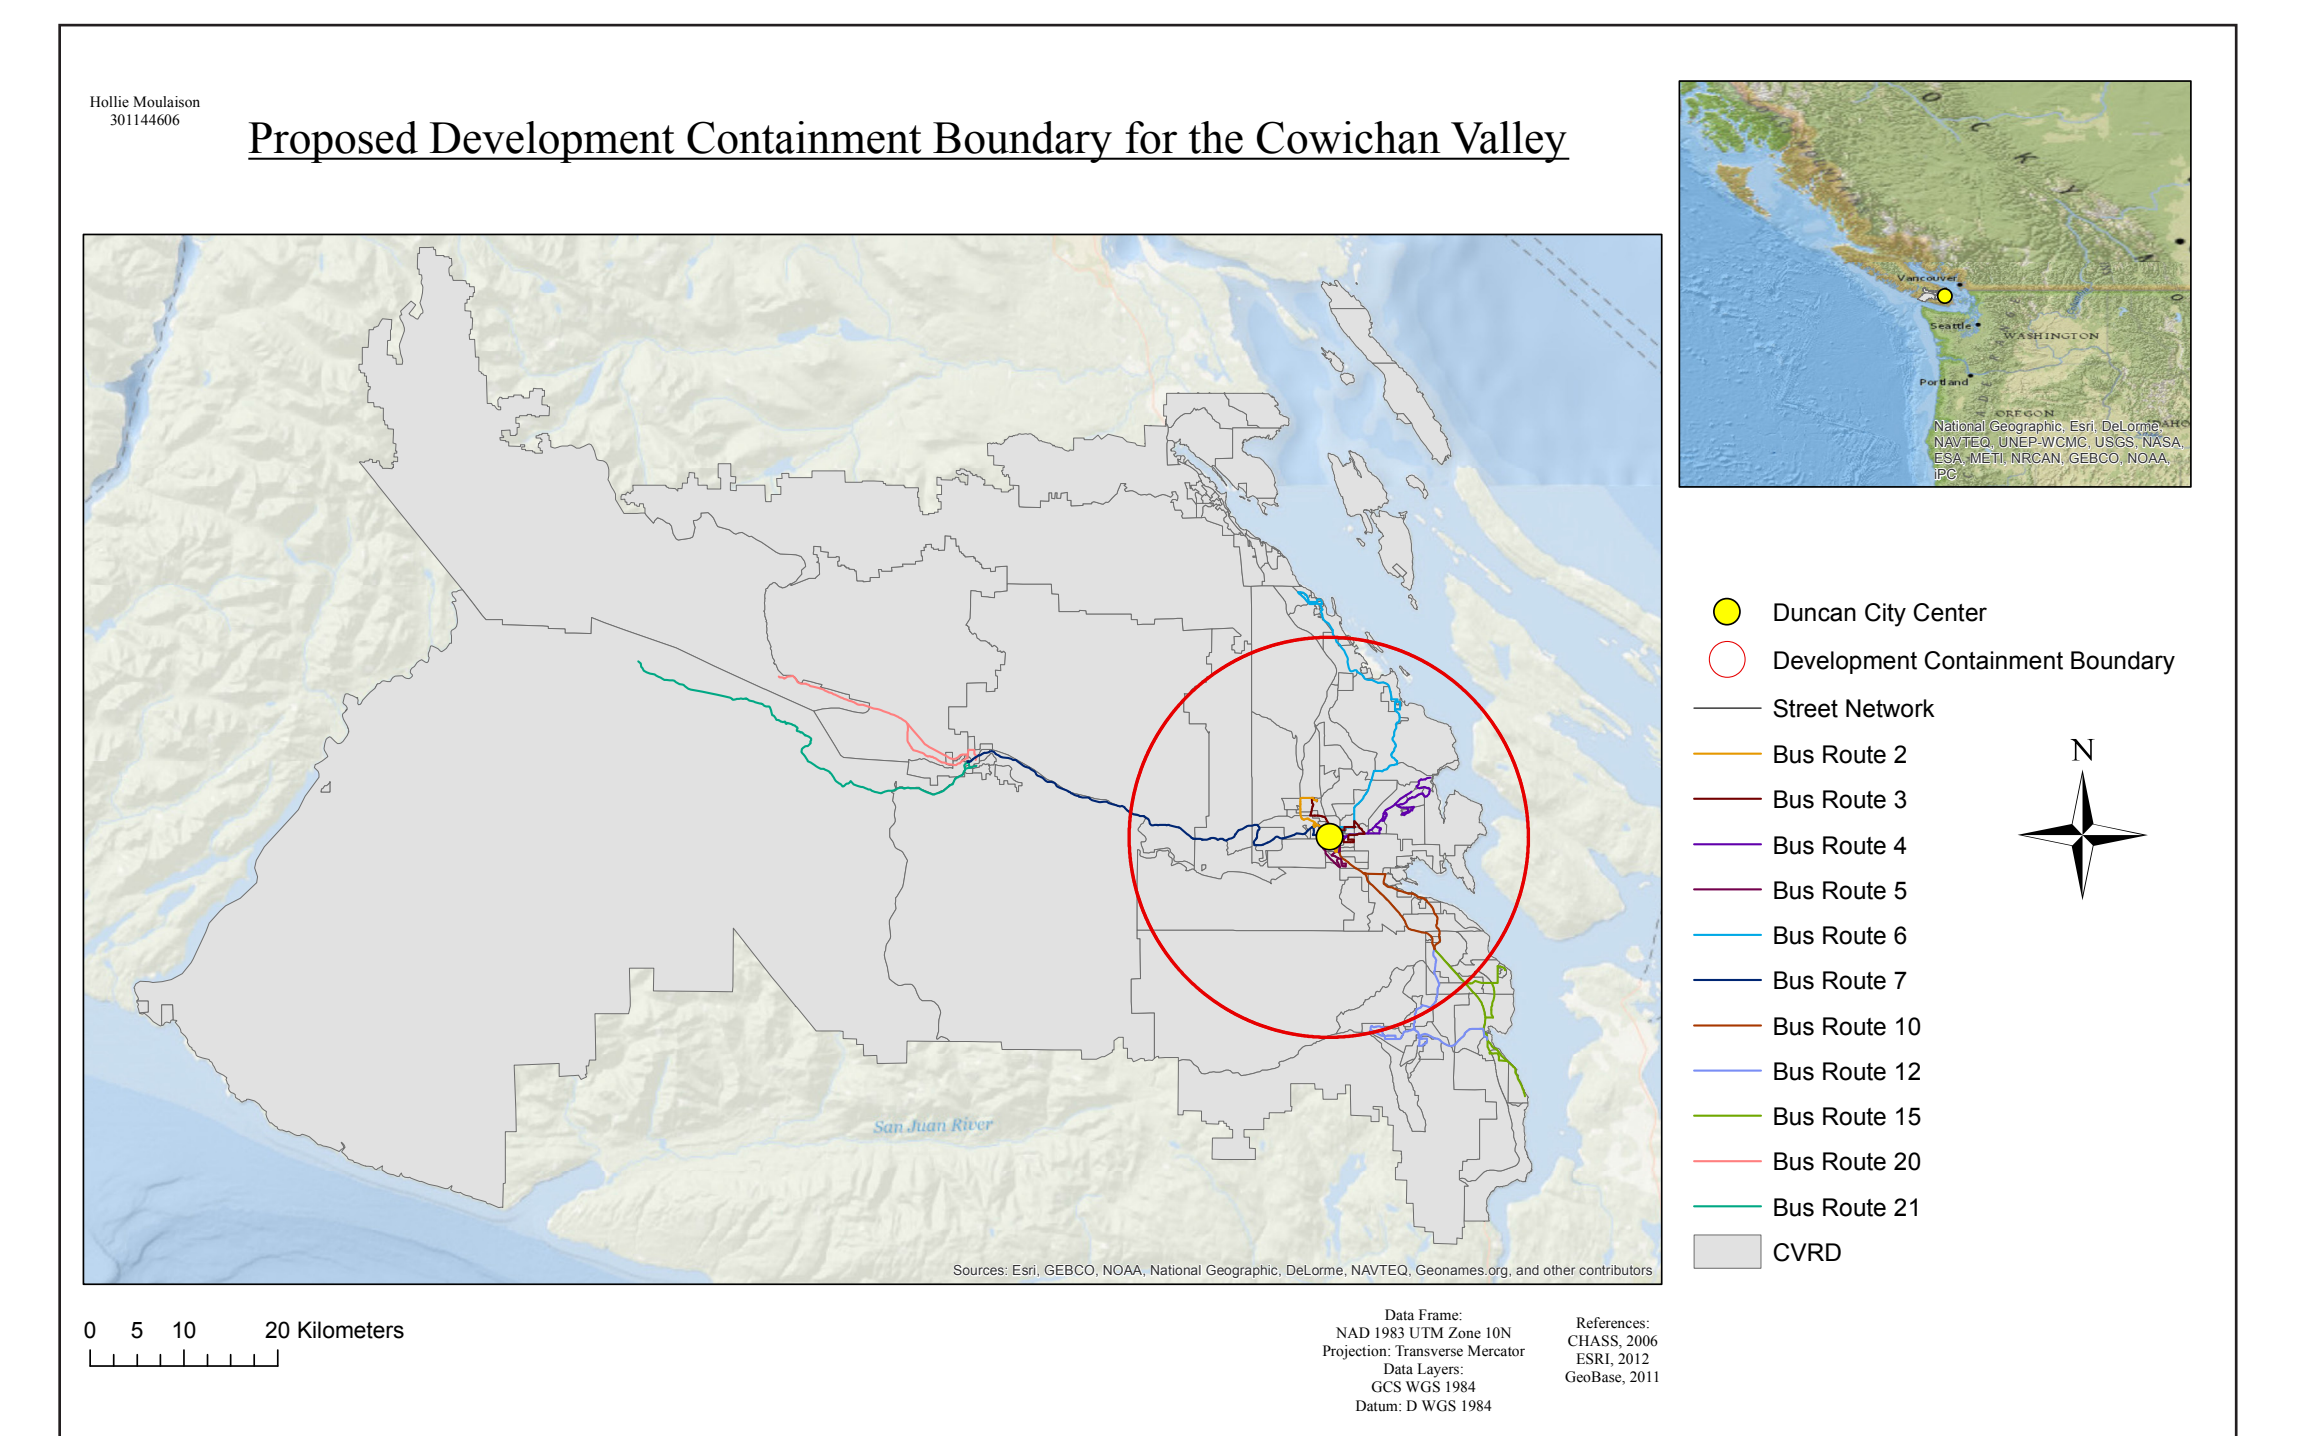 Hollie Moulaison
301144606
Proposed Development Containment Boundary for the Cowichan Valley
Vancouver
Seattle
WASHINGTON
Portland
OREGON
National Geographic, Esri, DeLorme,
NAVTEQ, UNEP-WCMC, USGS, NASA,
ESA, METI, NRCAN, GEBCO, NOAA,
iPC
Duncan City Center
Development Containment Boundary
Street Network
Bus Route 2
N
Bus Route 3
Bus Route 4
Bus Route 5
Bus Route 6
Bus Route 7
Bus Route 10
Bus Route 12
Bus Route 15
Bus Route 20
Bus Route 21
CVRD
San Juan River
Sources: Esri, GEBCO, NOAA, National Geographic, DeLorme, NAVTEQ, Geonames.org, and other contributors
0 5 10 20 Kilometers
Data Frame:
NAD 1983 UTM Zone 10N
Projection: Transverse Mercator
Data Layers:
GCS WGS 1984
Datum: D WGS 1984
References:
CHASS, 2006
ESRI, 2012
GeoBase, 2011